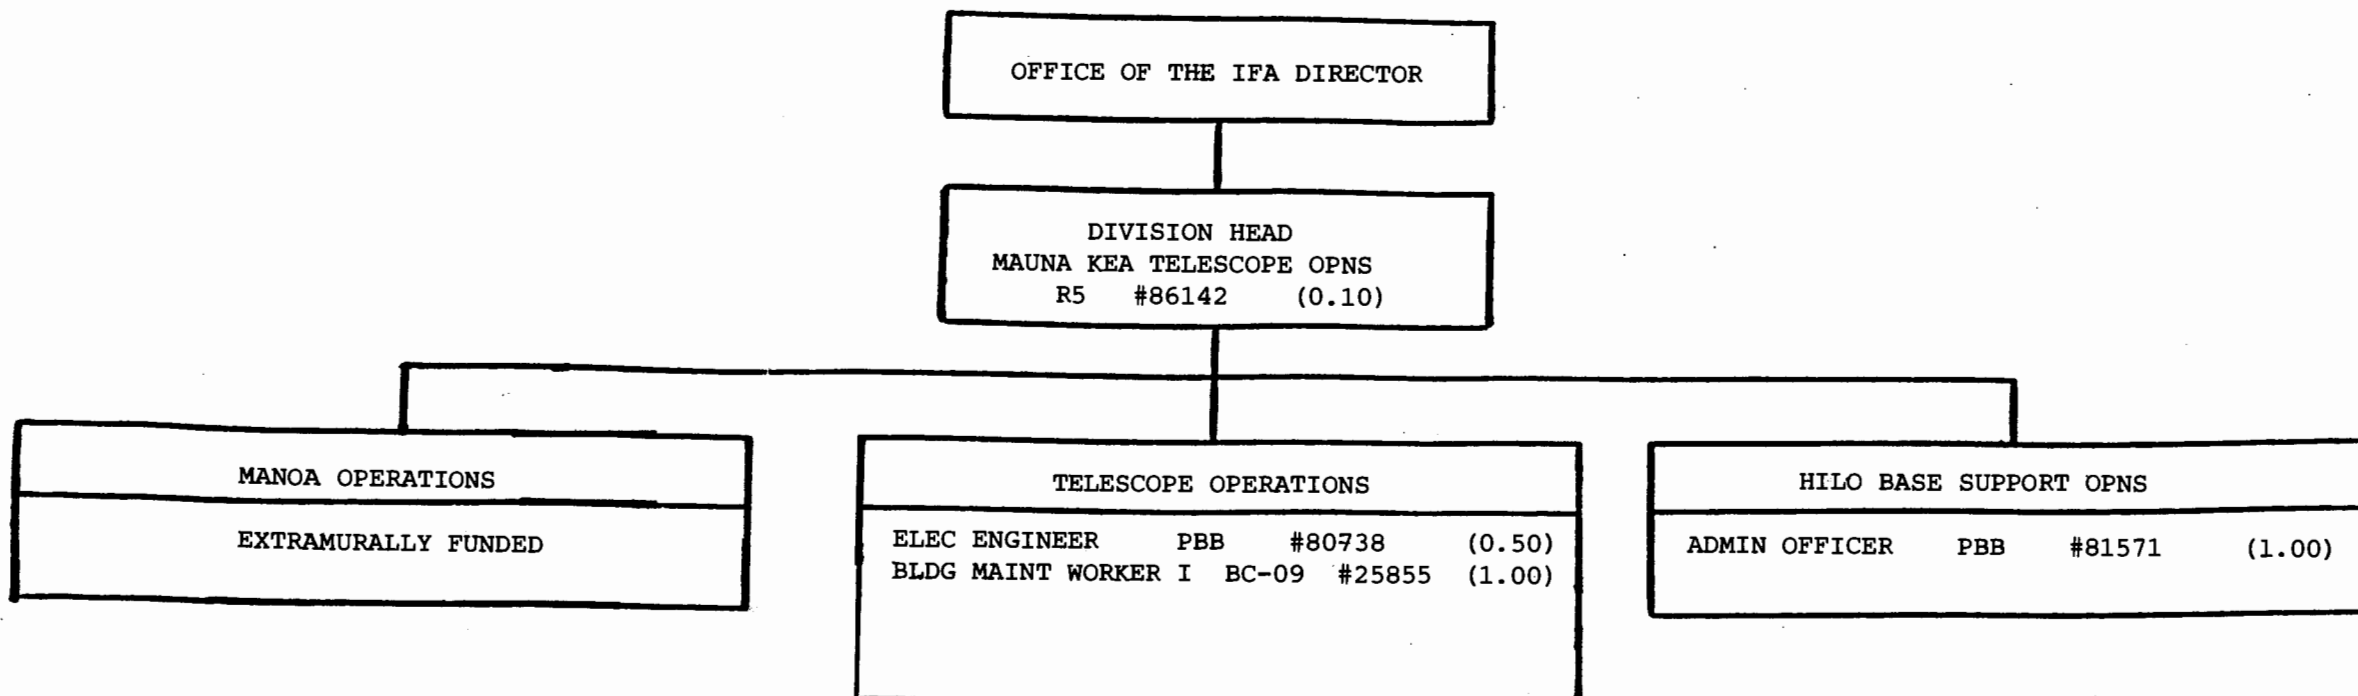 OFFICE OF THE IFA DIRECTOR
DIVISION HEAD
MAUNA KEA TELESCOPE OPNS
R5 #86142 (0.10)
MANOA OPERATIONS
EXTRAMURALLY FUNDED
TELESCOPE OPERATIONS
ELEC ENGINEER PBB #80738 (0.50)
BLDG MAINT WORKER I BC-09 #25855 (1.00)
HILO BASE SUPPORT OPNS
ADMIN OFFICER PBB #81571 (1.00)